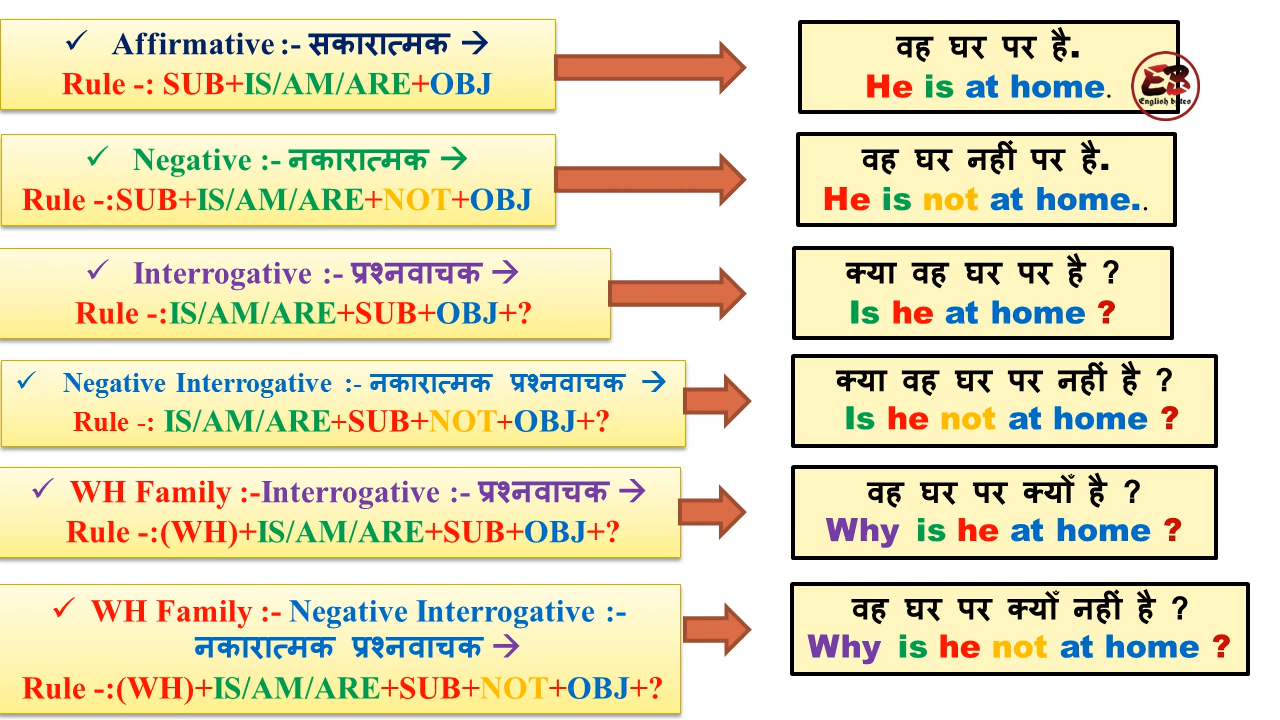 ✓ Affirmative :- सकारात्मक →
Rule -: SUB+IS/AM/ARE+OBJ
वह घर पर है.
He is at home.
EB
English bites
✓ Negative :- नकारात्मक →
Rule -:SUB+IS/AM/ARE+NOT+OBJ
वह घर नहीं पर है.
He is not at home..
✓ Interrogative :- प्रश्नवाचक →
Rule -:IS/AM/ARE+SUB+OBJ+?
क्या वह घर पर है ?
Is he at home ?
✓ Negative Interrogative :- नकारात्मक प्रश्नवाचक →
Rule -: IS/AM/ARE+SUB+NOT+OBJ+?
क्या वह घर पर नहीं है ?
Is he not at home ?
✓ WH Family :-Interrogative :- प्रश्नवाचक →
Rule -:(WH)+IS/AM/ARE+SUB+OBJ+?
वह घर पर क्योँ है ?
Why is he at home ?
✓ WH Family :- Negative Interrogative :-
नकारात्मक प्रश्नवाचक →
Rule -:(WH)+IS/AM/ARE+SUB+NOT+OBJ+?
वह घर पर क्योँ नहीं है ?
Why is he not at home ?